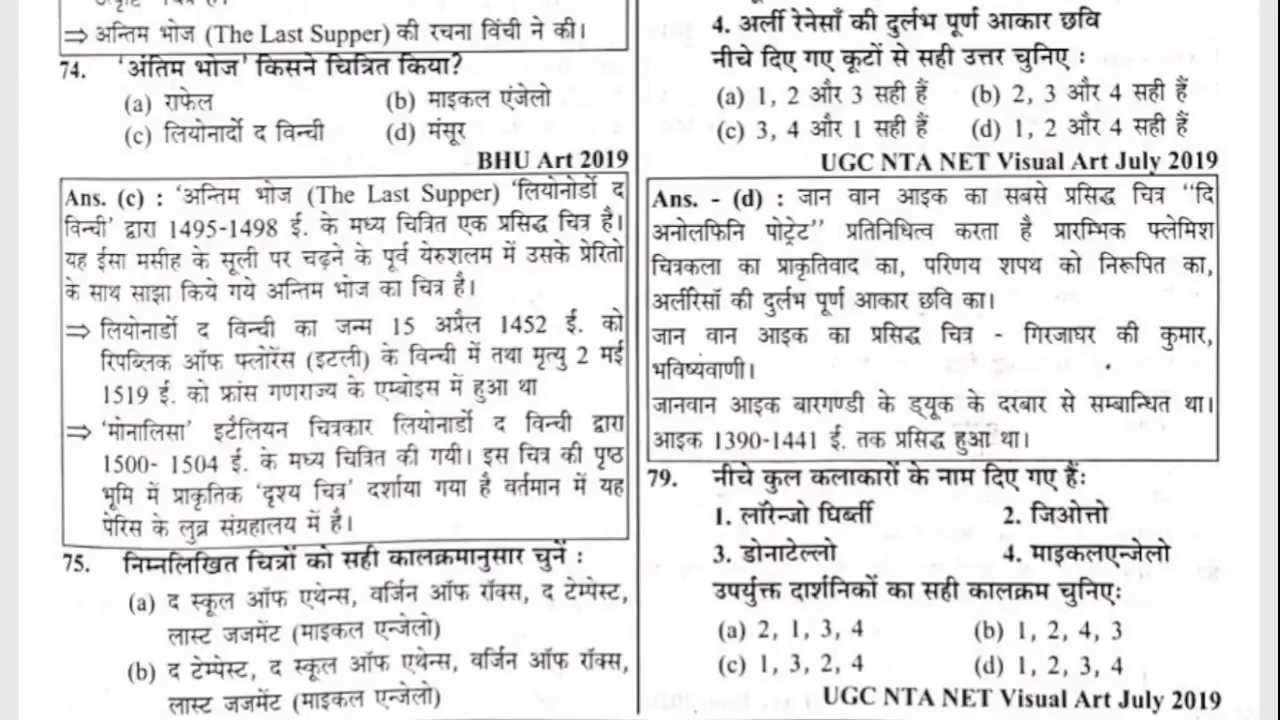 ⇒ अन्तिम भोज (The Last Supper) की रचना विंची ने की।
74. 'अंतिम भोज' किसने चित्रित किया?
(a) राफेल (b) माइकल एंजेलो
(c) लियोनार्दो द विन्ची (d) मंसूर
BHU Art 2019
Ans. (c) : 'अन्तिम भोज (The Last Supper) 'लियोनोर्डो द
विन्ची' द्वारा 1495-1498 ई. के मध्य चित्रित एक प्रसिद्ध चित्र है।
यह ईसा मसीह के सूली पर चढ़ने के पूर्व येरुशलम में उसके प्रेरितो
के साथ साझा किये गये अन्तिम भोज का चित्र है।
⇒ लियोनार्डो द विन्ची का जन्म 15 अप्रैल 1452 ई. को
रिपब्लिक ऑफ फ्लोरेंस (इटली) के विन्ची में तथा मृत्यु 2 मई
1519 ई. को फ्रांस गणराज्य के एम्बोइस में हुआ था
⇒ 'मोनालिसा' इटैलियन चित्रकार लियोनार्डो द विन्ची द्वारा
1500- 1504 ई. के मध्य चित्रित की गयी। इस चित्र की पृष्ठ
भूमि में प्राकृतिक 'दृश्य चित्र' दर्शाया गया है वर्तमान में यह
पेरिस के लुव्र संग्रहालय में है।
75. निम्नलिखित चित्रों को सही कालक्रमानुसार चुनें :
(a) द स्कूल ऑफ एथेन्स, वर्जिन ऑफ रॉक्स, द टेम्पेस्ट,
लास्ट जजमेंट (माइकल एन्जेलो)
(b) द टेम्पेस्ट, द स्कूल ऑफ एथेन्स, वर्जिन ऑफ रॉक्स,
लास्ट जजमेंट (माइकल एन्जेलो)
4. अर्ली रेनेसाँ की दुर्लभ पूर्ण आकार छवि
नीचे दिए गए कूटों से सही उत्तर चुनिए :
(a) 1, 2 और 3 सही हैं (b) 2, 3 और 4 सही हैं
(c) 3, 4 और 1 सही हैं (d) 1, 2 और 4 सही हैं
UGC NTA NET Visual Art July 2019
Ans. - (d) : जान वान आइक का सबसे प्रसिद्ध चित्र "दि
अनोलफिनि पोट्रेट" प्रतिनिधित्व करता है प्रारम्भिक फ्लेमिश
चित्रकला का प्राकृतिवाद का, परिणय शपथ को निरूपित का,
अर्लीरेसाँ की दुर्लभ पूर्ण आकार छवि का।
जान वान आइक का प्रसिद्ध चित्र - गिरजाघर की कुमार,
भविष्यंवाणी।
जानवान आइक बारगण्डी के ड्यूक के दरबार से सम्बान्धित था।
आइक 1390-1441 ई. तक प्रसिद्ध हुआ था।
79. नीचे कुल कलाकारों के नाम दिए गए हैं:
1. लॉरेन्जो घिर्ब्ती 2. जिओत्तो
3. डोनाटेल्लो 4. माइकलएन्जेलो
उपर्युक्त दार्शनिकों का सही कालक्रम चुनिए:
(a) 2, 1, 3, 4 (b) 1, 2, 4, 3
(c) 1, 3, 2, 4 (d) 1, 2, 3, 4
UGC NTA NET Visual Art July 2019